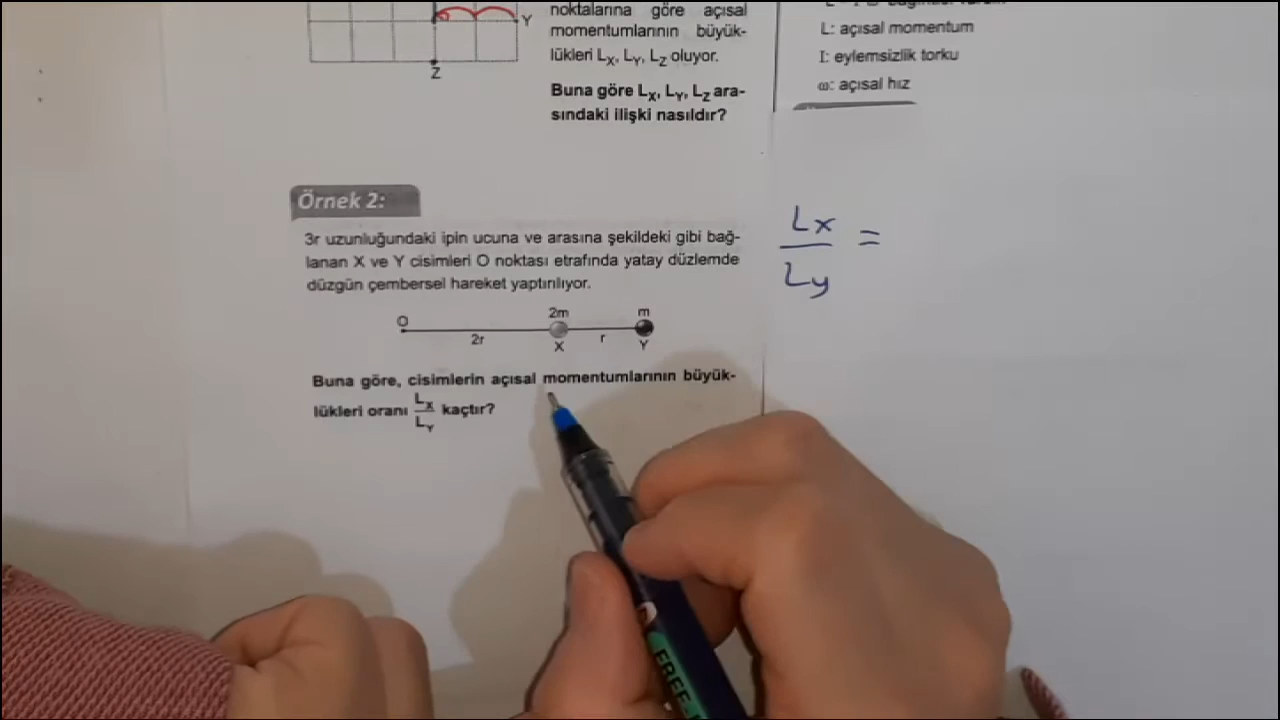 noktalarına göre açısal
momentumlarının büyük-
lükleri LX, LY, LZ oluyor.
Buna göre LX, LY, LZ ara-
sındaki ilişki nasıldır?
Y
Z
L: açısal momentum
I: eylemsizlik torku
ω: açısal hız
Örnek 2:
3r uzunluğundaki ipin ucuna ve arasına şekildeki gibi bağ-
lanan X ve Y cisimleri O noktası etrafında yatay düzlemde
düzgün çembersel hareket yaptırılıyor.
O 2m m
2r X r Y
Buna göre, cisimlerin açısal momentumlarının büyük-
lükleri oranı LX/LY kaçtır?
Lx/Ly =
FREE